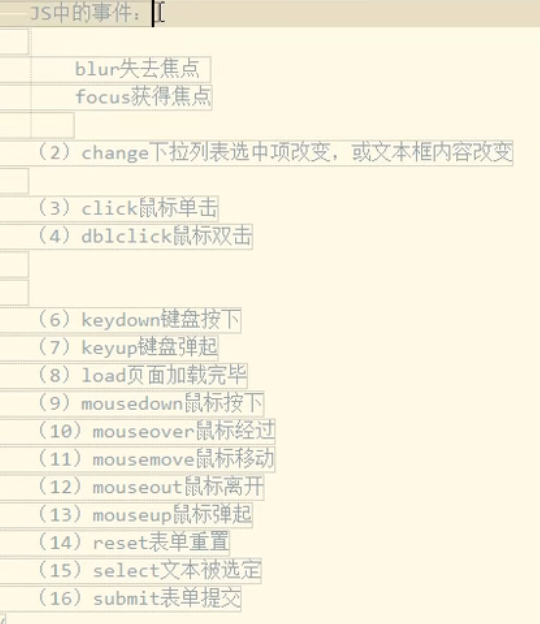 JS中的事件：
blur失去焦点
focus获得焦点
（2）change下拉列表选中项改变，或文本框内容改变
（3）click鼠标单击
（4）dblclick鼠标双击
（6）keydown键盘按下
（7）keyup键盘弹起
（8）load页面加载完毕
（9）mousedown鼠标按下
（10）mouseover鼠标经过
（11）mousemove鼠标移动
（12）mouseout鼠标离开
（13）mouseup鼠标弹起
（14）reset表单重置
（15）select文本被选定
（16）submit表单提交